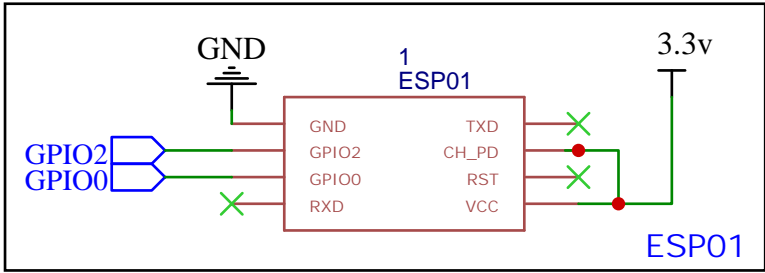 GND
3.3v
1
ESP01
GND
TXD
GPIO2
GPIO2
CH_PD
GPIO0
GPIO0
RST
RXD
VCC
ESP01